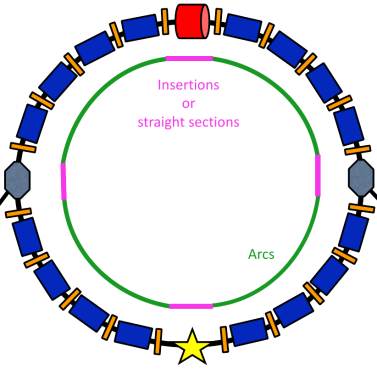 Insertions
or
straight sections
Arcs